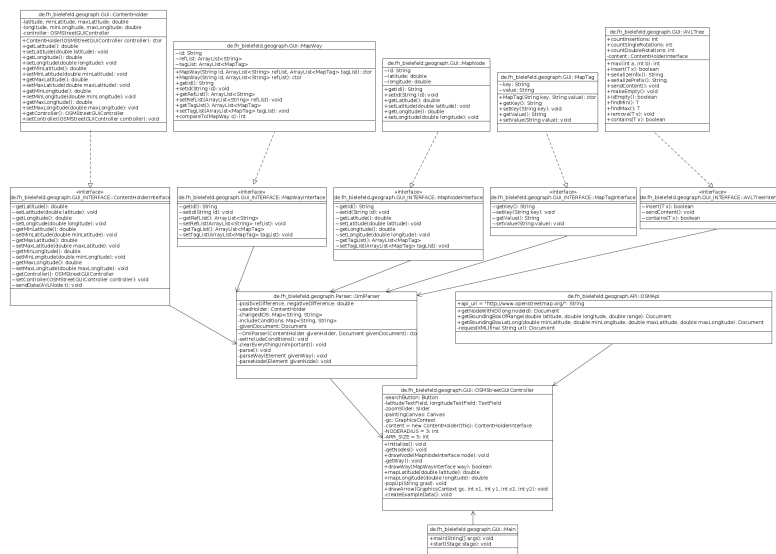 de.fh_bielefeld.geograph.GUI::ContentHolder
-latitude, minLatitude, maxLatitude: double
-longitude, minLongitude, maxLongitude: double
-controller: OSMStreetGUIController
+ContentHolder(OSMStreetGUIController controller): ctor
+getLatitude(): double
+setLatitude(double latitude): void
+getLongitude(): double
+setLongitude(double longitude): void
+getMinLatitude(): double
+setMinLatitude(double minLatitude): void
+getMaxLatitude(): double
+setMaxLatitude(double maxLatitude): void
+getMinLongitude(): double
+setMinLongitude(double minLongitude): void
+getMaxLongitude(): double
+setMaxLongitude(double maxLongitude): void
+getController(): OSMStreetGUIController
+setController(OSMStreetGUIController controller): void
de.fh_bielefeld.geograph.GUI::MapWay
-id: String
-refList: ArrayList<String>
-tagList: ArrayList<MapTag>
+MapWay(String id, ArrayList<String> refList, ArrayList<MapTag> tagList): ctor
+MapWay(String id, ArrayList<String> refList): ctor
+getId(): String
+setId(String id): void
+getRefList(): ArrayList<String>
+setRefList(ArrayList<String> refList): void
+getTagList(): ArrayList<MapTag>
+setTagList(ArrayList<MapTag> tagList): void
+compareTo(MapWay o): int
de.fh_bielefeld.geograph.GUI::MapNode
-id: String
-latitude: double
-longitude: double
+getId(): String
+setId(String id): void
+getLatitude(): double
+setLatitude(double latitude): void
+getLongitude(): double
+setLongitude(double longitude): void
de.fh_bielefeld.geograph.GUI::MapTag
-key: String
-value: String
+MapTag(String key, String value): ctor
+getKey(): String
+setKey(String key): void
+getValue(): String
+setValue(String value): void
de.fh_bielefeld.geograph.GUI::AVLTree
+countInsertions: int
+countSingleRotations: int
+countDoubleRotations: int
-content: ContentHolderInterface
+max(int a, int b): int
+insert(T x): boolean
+serializeInfix(): String
+serializePrefix(): String
+sendContent(): void
+makeEmpty(): void
+isEmpty(): boolean
+findMin(): T
+findMax(): T
+remove(T x): void
+contains(T x): boolean
«interface»
de.fh_bielefeld.geograph.GUI_INTERFACE::ContentHolderInterface
~getLatitude(): double
~setLatitude(double latitude): void
~getLongitude(): double
~setLongitude(double longitude): void
~getMinLatitude(): double
~setMinLatitude(double minLatitude): void
~getMaxLatitude(): double
~setMaxLatitude(double maxLatitude): void
~getMinLongitude(): double
~setMinLongitude(double minLongitude): void
~getMaxLongitude(): double
~setMaxLongitude(double maxLongitude): void
~getController(): OSMStreetGUIController
~setController(OSMStreetGUIController controller): void
~sendData(AVLNode t): void
«interface»
de.fh_bielefeld.geograph.GUI_INTERFACE::MapWayInterface
~getId(): String
~setId(String id): void
~getRefList(): ArrayList<String>
~setRefList(ArrayList<String> refList): void
~getTagList(): ArrayList<MapTag>
~setTagList(ArrayList<MapTag> tagList): void
«interface»
de.fh_bielefeld.geograph.GUI_INTERFACE::MapNodeInterface
~getId(): String
~setId(String id): void
~getLatitude(): double
~setLatitude(double latitude): void
~getLongitude(): double
~setLongitude(double longitude): void
~getTagList(): ArrayList<MapTag>
~setTagList(ArrayList<MapTag> tagList): void
«interface»
de.fh_bielefeld.geograph.GUI_INTERFACE::MapTagInterface
~getKey(): String
~setKey(String key): void
~getValue(): String
~setValue(String value): void
«interface»
de.fh_bielefeld.geograph.GUI_INTERFACE::AVLTreeInter
~insert(T x): boolean
~sendContent(): void
~contains(T x): boolean
de.fh_bielefeld.geograph.Parser::OmlParser
-positiveDifference, negativeDifference: double
-usedHolder: ContentHolder
-changedIDS: Map<String, String>
-includeConditions: Map<String, String>
-givenDocument: Document
~OmlParser(ContentHolder givenHolder, Document givenDocument): cto
-setIncludeConditions(): void
-clearEverythingUnimportant(): void
-parse(): void
-parseWay(Element givenWay): void
-parseNode(Element givenNode): void
de.fh_bielefeld.geograph.API::OSMApi
+api_url = "http://www.openstreetmap.org/": String
+getNodeWithID(long nodeId): Document
+getBoundingBoxOfRange(double latitude, double longitude, double range): Document
+getBoundingBoxLatLong(double minLatitude, double minLongitude, double maxLatitude, double maxLongitude): Document
-requestXML(final String url): Document
de.fh_bielefeld.geograph.GUI::OSMStreetGUIController
-searchButton: Button
-latitudeTextField, longitudeTextField: TextField
-zoomSlider: Slider
-paintingCanvas: Canvas
-gc: GraphicsContext
-content = new ContentHolder(this): ContentHolderInterface
-NODERADIUS = 3: int
-ARR_SIZE = 5: int
+initialize(): void
-getNodes(): void
+drawNode(MapNodeInterface node): void
-getWay(): void
+drawWay(MapWayInterface way): boolean
-mapLatitude(double latitude): double
-mapLongitude(double longitude): double
-popUp(String grad): void
+drawArrow(GraphicsContext gc, int x1, int y1, int x2, int y2): void
-createExampleData(): void
de.fh_bielefeld.geograph.GUI::Main
+main(String[] args): void
+start(Stage stage): void